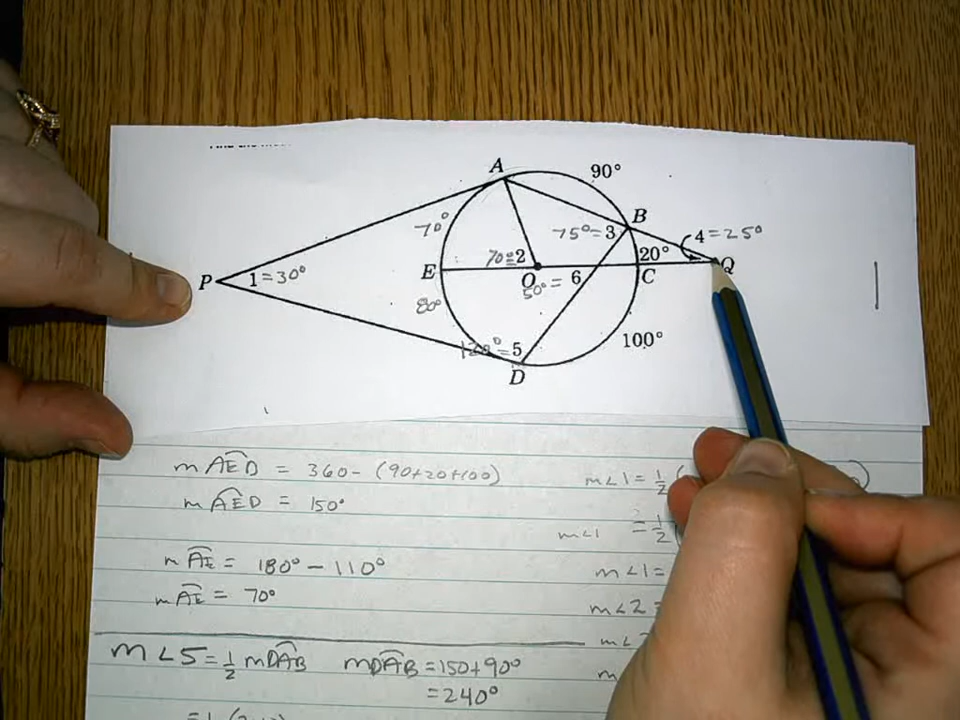 A
90°
B
70°
75°=3
4=25°
P
1=30°
E
70°=2
20°
Q
O
50°=
6
C
80°
120°=5
100°
D
mAED = 360-(90+20+100)
m<1=1/2(
mAED = 150°
m<1 =1/2(
mAE = 180°-110°
m<1=
mAE = 70°
m<2=
m<5=1/2 mDAB
mDAB=150+90°
=240°